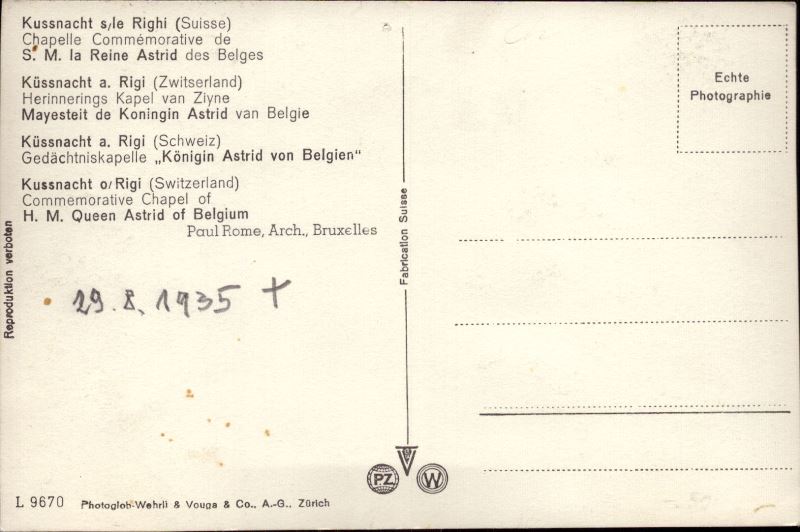 Kussnacht s/le Righi (Suisse)
Chapelle Commémorative de
S. M. la Reine Astrid des Belges
Küssnacht a. Rigi (Zwitserland)
Herinnerings Kapel van Ziyne
Mayesteit de Koningin Astrid van Belgie
Küssnacht a. Rigi (Schweiz)
Gedächtniskapelle „Königin Astrid von Belgien"
Kussnacht o/Rigi (Switzerland)
Commemorative Chapel of
H. M. Queen Astrid of Belgium
Paul Rome, Arch., Bruxelles
29. 8. 1935 +
Reproduktion verboten
L 9670 Photoglob-Wehrli & Vouga & Co., A.-G., Zürich
Fabrication Suisse
PZ
W
Echte
Photographie